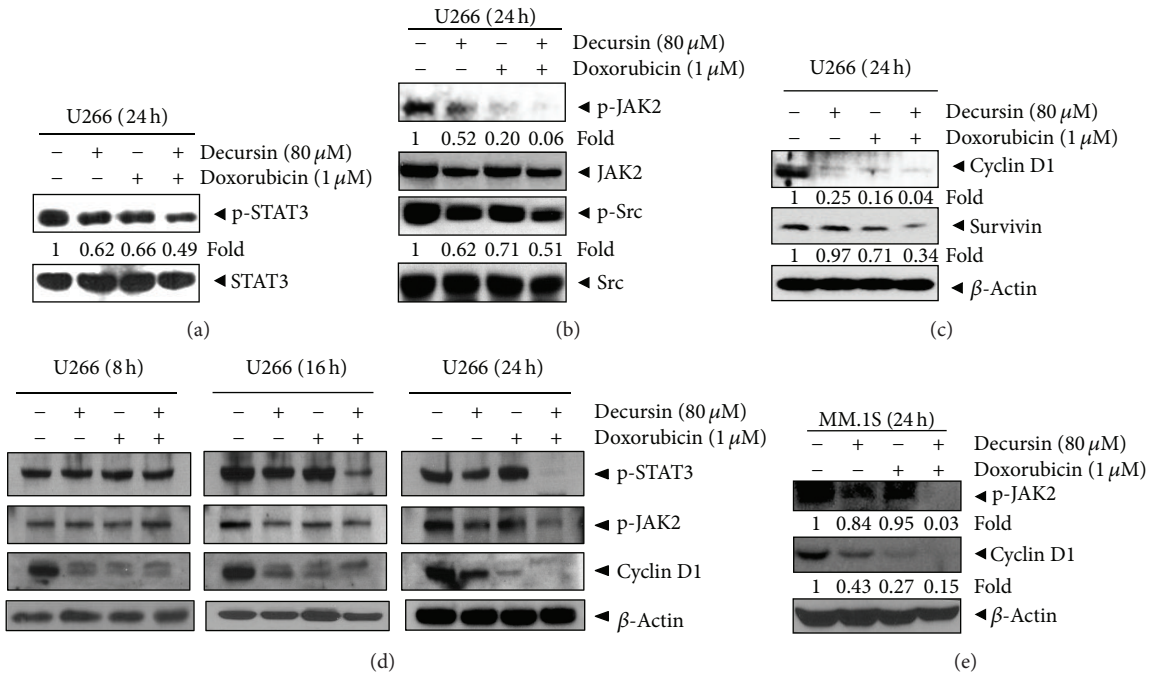 U266 (24 h)
− + − + Decursin (80 μM)
− − + + Doxorubicin (1 μM)
◄ p-STAT3
1 0.62 0.66 0.49 Fold
◄ STAT3
(a)
U266 (24 h)
− + − + Decursin (80 μM)
− − + + Doxorubicin (1 μM)
◄ p-JAK2
1 0.52 0.20 0.06 Fold
◄ JAK2
◄ p-Src
1 0.62 0.71 0.51 Fold
◄ Src
(b)
U266 (24 h)
− + − + Decursin (80 μM)
− − + + Doxorubicin (1 μM)
◄ Cyclin D1
1 0.25 0.16 0.04 Fold
◄ Survivin
1 0.97 0.71 0.34 Fold
◄ β-Actin
(c)
U266 (8 h) U266 (16 h) U266 (24 h)
− + − + − + − + − + − + Decursin (80 μM)
− − + + − − + + − − + + Doxorubicin (1 μM)
◄ p-STAT3
◄ p-JAK2
◄ Cyclin D1
◄ β-Actin
(d)
MM.1S (24 h)
− + − + Decursin (80 μM)
− − + + Doxorubicin (1 μM)
◄ p-JAK2
1 0.84 0.95 0.03 Fold
◄ Cyclin D1
1 0.43 0.27 0.15 Fold
◄ β-Actin
(e)